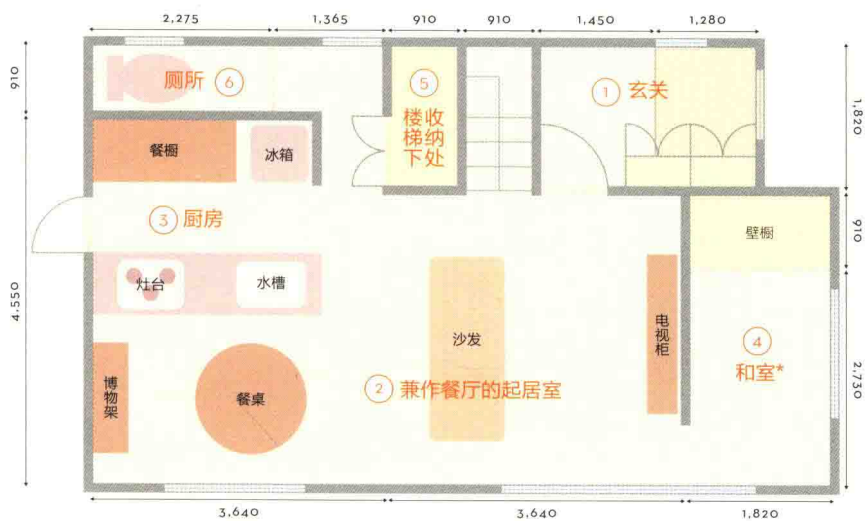 2,275
1,365
910
910
1,450
1,280
910
4,550
1,820
910
2,730
厕所 ⑥
⑤
楼梯下
收纳处
① 玄关
餐橱
冰箱
③ 厨房
壁橱
灶台
水槽
沙发
电视柜
④
和室*
博物架
餐桌
② 兼作餐厅的起居室
3,640
3,640
1,820